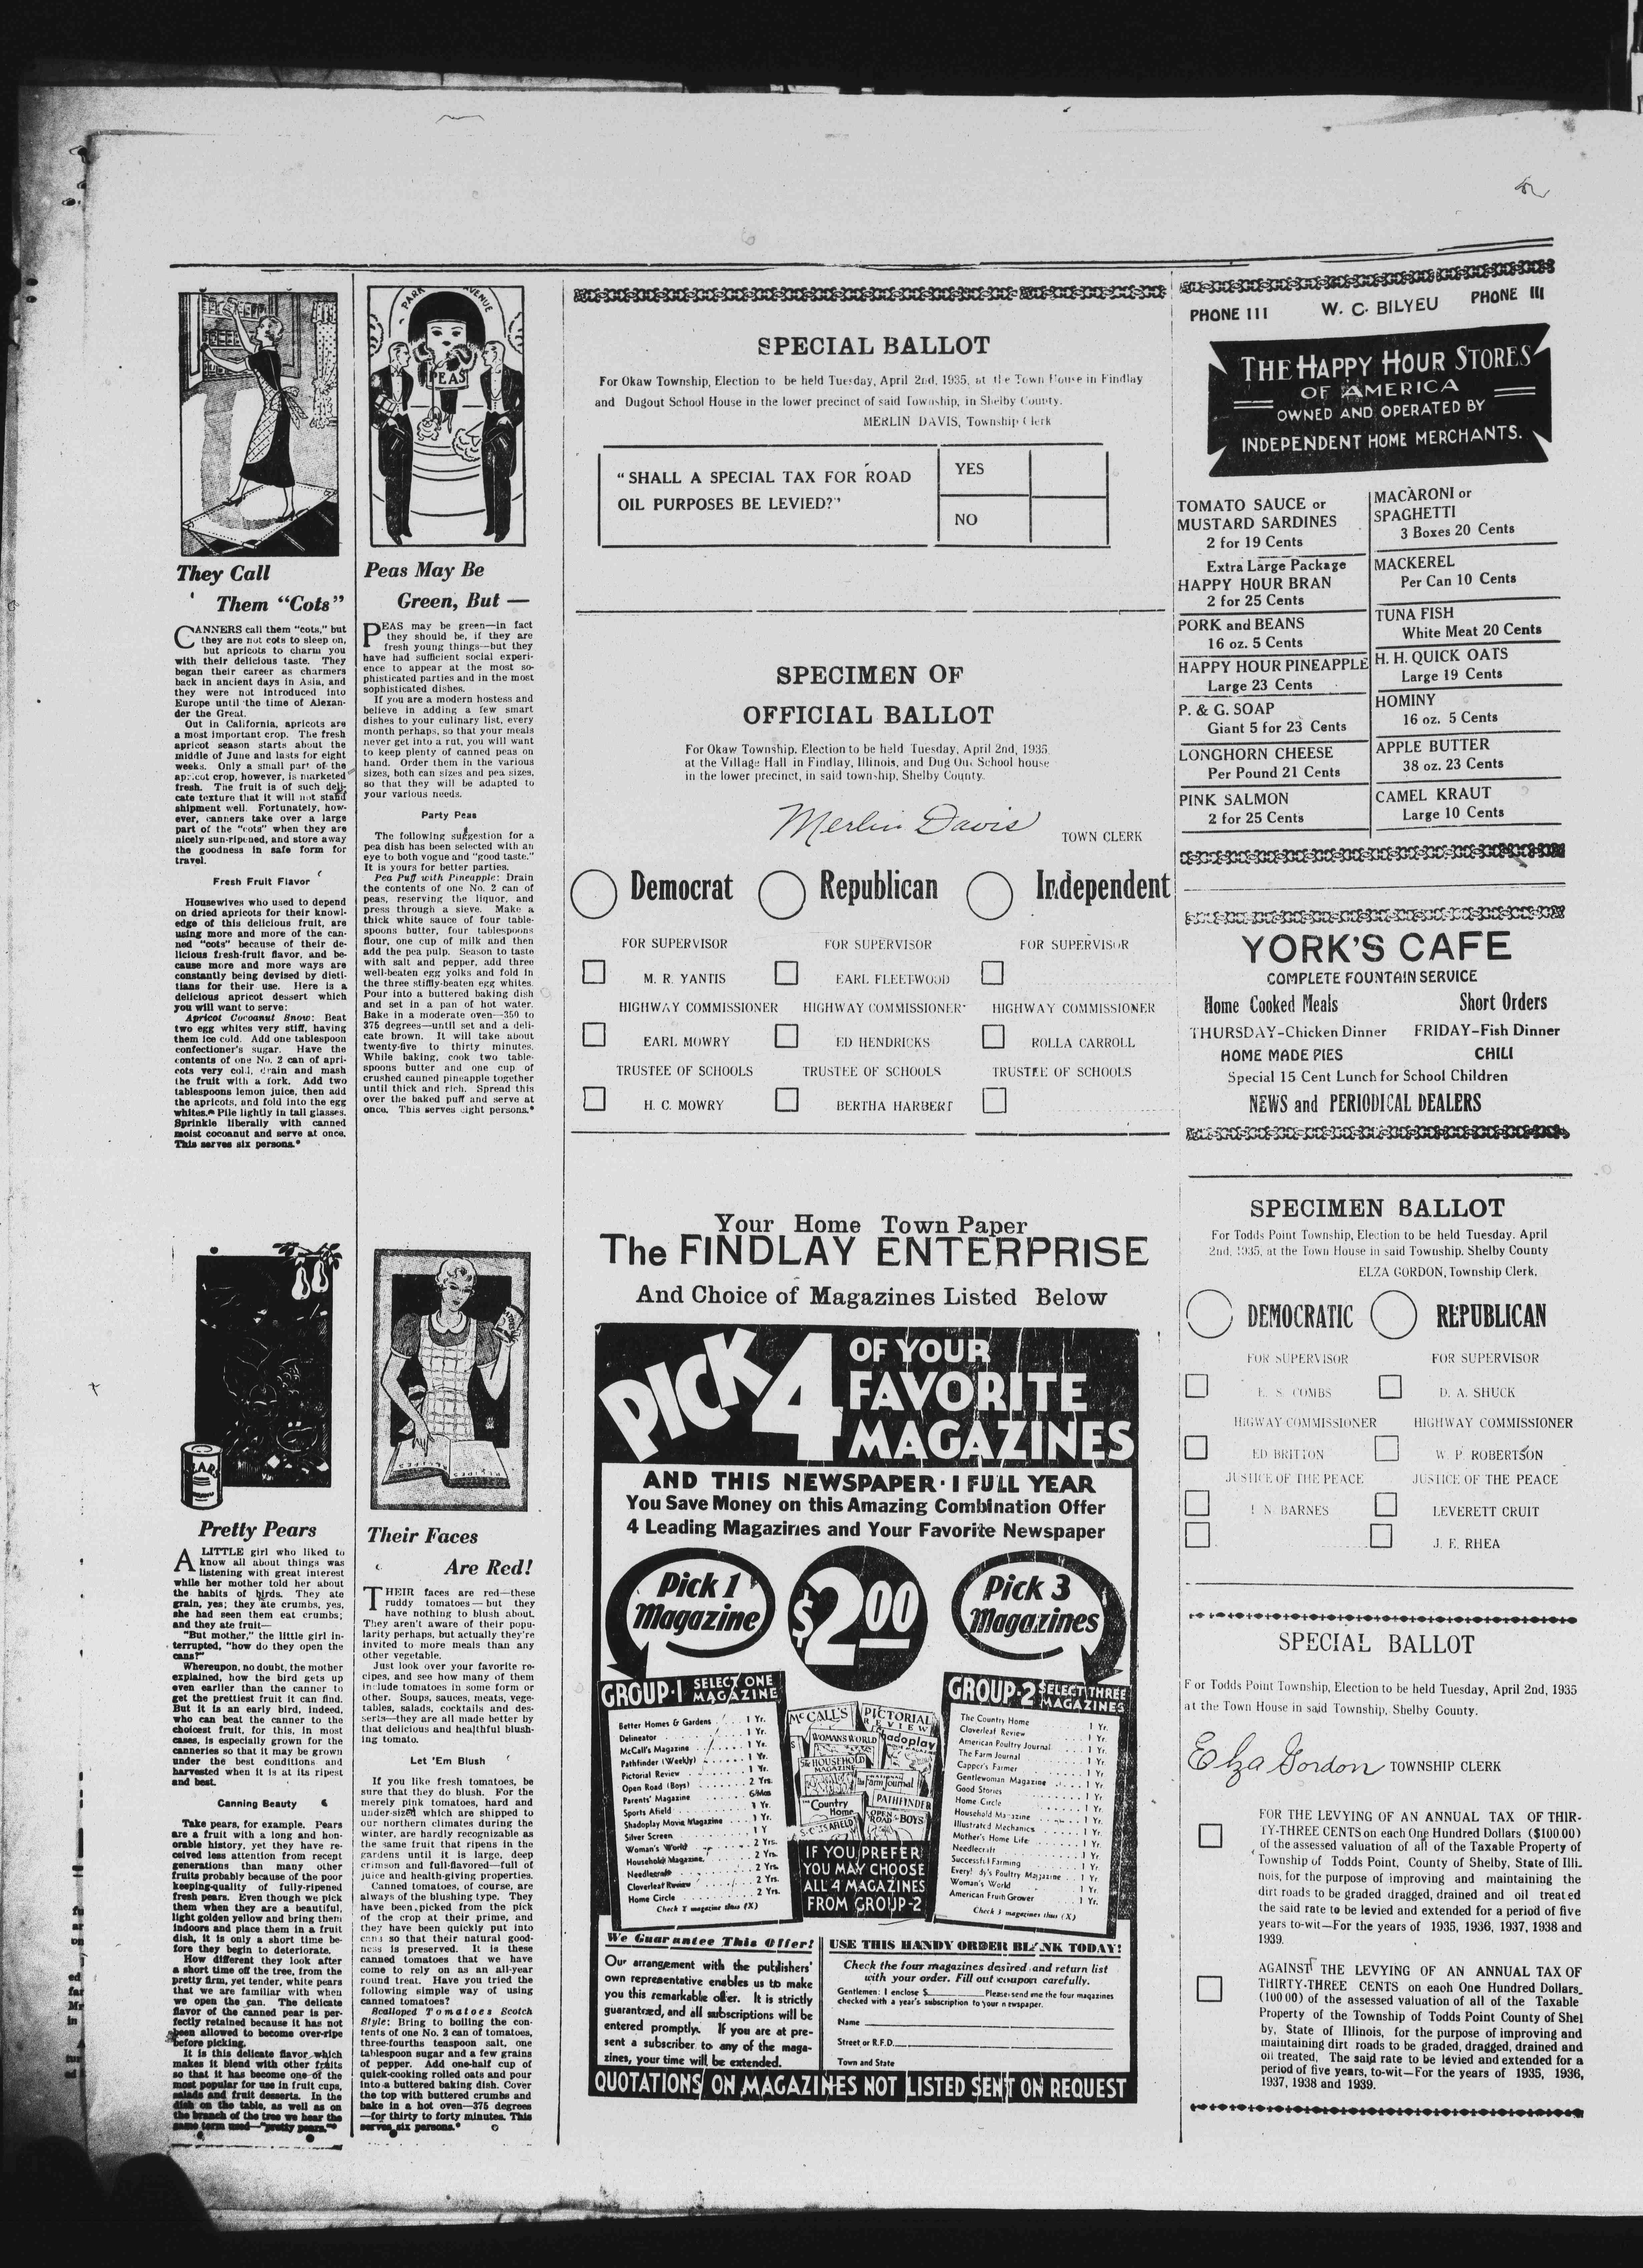 PARK AVENUE
PEAS
They Call
Them "Cots"
CANNERS call them "cots," but
they are not cots to sleep on,
but apricots to charm you
with their delicious taste. They
began their career as charmers
back in ancient days in Asia, and
they were not introduced into
Europe until the time of Alexan-
der the Great.
Out in California, apricots are
a most important crop. The fresh
apricot season starts about the
middle of June and lasts for eight
weeks. Only a small part of the
apricot crop, however, is marketed
fresh. The fruit is of such deli-
cate texture that it will not stand
shipment well. Fortunately, how-
ever, canners take over a large
part of the "cots" when they are
nicely sun-ripened, and store away
the goodness in safe form for
travel.
Fresh Fruit Flavor
Housewives who used to depend
on dried apricots for their knowl-
edge of this delicious fruit, are
using more and more of the can-
ned "cots" because of their de-
licious fresh-fruit flavor, and be-
cause more and more ways are
constantly being devised by dieti-
tians for their use. Here is a
delicious apricot dessert which
you will want to serve:
Apricot Cocoanut Snow: Beat
two egg whites very stiff, having
them ice cold. Add one tablespoon
confectioner's sugar. Have the
contents of one No. 2 can of apri-
cots very cold, drain and mash
the fruit with a fork. Add two
tablespoons lemon juice, then add
the apricots, and fold into the egg
whites. Pile lightly in tall glasses.
Sprinkle liberally with canned
moist cocoanut and serve at once.
This serves six persons.*
Peas May Be
Green, But —
PEAS may be green—in fact
they should be, if they are
fresh young things—but they
have had sufficient social experi-
ence to appear at the most so-
phisticated parties and in the most
sophisticated dishes.
If you are a modern hostess and
believe in adding a few smart
dishes to your culinary list, every
month perhaps, so that your meals
never get into a rut, you will want
to keep plenty of canned peas on
hand. Order them in the various
sizes, both can sizes and pea sizes,
so that they will be adapted to
your various needs.
Party Peas
The following suggestion for a
pea dish has been selected with an
eye to both vogue and "good taste."
It is yours for better parties.
Pea Puff with Pineapple: Drain
the contents of one No. 2 can of
peas, reserving the liquor, and
press through a sieve. Make a
thick white sauce of four table-
spoons butter, four tablespoons
flour, one cup of milk and then
add the pea pulp. Season to taste
with salt and pepper, add three
well-beaten egg yolks and fold in
the three stiffly-beaten egg whites.
Pour into a buttered baking dish
and set in a pan of hot water.
Bake in a moderate oven—350 to
375 degrees—until set and a deli-
cate brown. It will take about
twenty-five to thirty minutes.
While baking, cook two table-
spoons butter and one cup of
crushed canned pineapple together
until thick and rich. Spread this
over the baked puff and serve at
once. This serves eight persons.*
Pretty Pears
A LITTLE girl who liked to
know all about things was
listening with great interest
while her mother told her about
the habits of birds. They ate
grain, yes; they ate crumbs, yes,
she had seen them eat crumbs;
and they ate fruit—
"But mother," the little girl in-
terrupted, "how do they open the
cans?"
Whereupon, no doubt, the mother
explained, how the bird gets up
even earlier than the canner to
get the prettiest fruit it can find.
But it is an early bird, indeed,
who can beat the canner to the
choicest fruit, for this, in most
cases, is especially grown for the
canneries so that it may be grown
under the best conditions and
harvested when it is at its ripest
and best.
Canning Beauty
Take pears, for example. Pears
are a fruit with a long and hon-
orable history, yet they have re-
ceived less attention from recent
generations than many other
fruits probably because of the poor
keeping-quality of fully-ripened
fresh pears. Even though we pick
them when they are a beautiful,
light golden yellow and bring them
indoors and place them in a fruit
dish, it is only a short time be-
fore they begin to deteriorate.
How different they look after
a short time off the tree, from the
pretty firm, yet tender, white pears
that we are familiar with when
we open the can. The delicate
flavor of the canned pear is per-
fectly retained because it has not
been allowed to become over-ripe
before picking.
It is this delicate flavor which
makes it blend with other fruits
so that it has become one of the
most popular for use in fruit cups,
salads and fruit desserts. In the
dish on the table, as well as on
the branch of the tree we hear the
same term used—"pretty pears."*
Their Faces
Are Red!
THEIR faces are red—these
ruddy tomatoes—but they
have nothing to blush about.
They aren't aware of their popu-
larity perhaps, but actually they're
invited to more meals than any
other vegetable.
Just look over your favorite re-
cipes, and see how many of them
include tomatoes in some form or
other. Soups, sauces, meats, vege-
tables, salads, cocktails and des-
serts—they are all made better by
that delicious and healthful blush-
ing tomato.
Let 'Em Blush
If you like fresh tomatoes, be
sure that they do blush. For the
merely pink tomatoes, hard and
under-sized which are shipped to
our northern climates during the
winter, are hardly recognizable as
the same fruit that ripens in the
gardens until it is large, deep
crimson and full-flavored—full of
juice and health-giving properties.
Canned tomatoes, of course, are
always of the blushing type. They
have been picked from the pick
of the crop at their prime, and
they have been quickly put into
cans so that their natural good-
ness is preserved. It is these
canned tomatoes that we have
come to rely on as an all-year
round treat. Have you tried the
following simple way of using
canned tomatoes?
Scalloped Tomatoes Scotch
Style: Bring to boiling the con-
tents of one No. 2 can of tomatoes,
three-fourths teaspoon salt, one
tablespoon sugar and a few grains
of pepper. Add one-half cup of
quick-cooking rolled oats and pour
into a buttered baking dish. Cover
the top with buttered crumbs and
bake in a hot oven—375 degrees
—for thirty to forty minutes. This
serves six persons.*
SPECIAL BALLOT
For Okaw Township, Election to be held Tuesday, April 2nd, 1935, at the Town House in Findlay
and Dugout School House in the lower precinct of said Township, in Shelby County.
MERLIN DAVIS, Township Clerk
"SHALL A SPECIAL TAX FOR ROAD
OIL PURPOSES BE LEVIED?"
YES
NO
SPECIMEN OF
OFFICIAL BALLOT
For Okaw Township, Election to be held Tuesday, April 2nd, 1935
at the Village Hall in Findlay, Illinois, and Dug Out School house
in the lower precinct, in said township, Shelby County.
Merlin Davis
TOWN CLERK
Democrat Republican Independent
FOR SUPERVISOR FOR SUPERVISOR FOR SUPERVISOR
M. R. YANTIS EARL FLEETWOOD
HIGHWAY COMMISSIONER HIGHWAY COMMISSIONER HIGHWAY COMMISSIONER
EARL MOWRY ED HENDRICKS ROLLA CARROLL
TRUSTEE OF SCHOOLS TRUSTEE OF SCHOOLS TRUSTEE OF SCHOOLS
H. C. MOWRY BERTHA HARBERT
Your Home Town Paper
The FINDLAY ENTERPRISE
And Choice of Magazines Listed Below
PICK 4 OF YOUR
FAVORITE
MAGAZINES
AND THIS NEWSPAPER · 1 FULL YEAR
You Save Money on this Amazing Combination Offer
4 Leading Magazines and Your Favorite Newspaper
Pick 1
Magazine
$2.00
Pick 3
Magazines
GROUP-1 SELECT ONE
MAGAZINE
Better Homes & Gardens 1 Yr.
Delineator 1 Yr.
McCall's Magazine 1 Yr.
Pathfinder (Weekly) 1 Yr.
Pictorial Review 1 Yr.
Open Road (Boys) 2 Yrs.
Parents' Magazine 6 Mos
Sports Afield 1 Yr.
Shadoplay Movie Magazine 1 Yr.
Silver Screen 1 Y
Woman's World 2 Yrs.
Household Magazine 2 Yrs.
Needlecraft 2 Yrs.
Cloverleaf Review 2 Yrs.
Home Circle 2 Yrs.
Check 1 magazine thus (X)
McCALL'S
PICTORIAL
REVIEW
WOMANS WORLD
Shadoplay
The HOUSEHOLD
MAGAZINE
The Farm Journal
The Country
Home
PATHFINDER
OPEN
ROAD for BOYS
SPORTS AFIELD
IF YOU PREFER
YOU MAY CHOOSE
ALL 4 MAGAZINES
FROM GROUP-2
GROUP-2 SELECT THREE
MAGAZINES
The Country Home 1 Yr.
Cloverleaf Review 1 Yr.
American Poultry Journal 1 Yr.
The Farm Journal 1 Yr.
Capper's Farmer 1 Yr.
Gentlewoman Magazine 1 Yr.
Good Stories 1 Yr.
Home Circle 1 Yr.
Household Magazine 1 Yr.
Illustrated Mechanics 1 Yr.
Mother's Home Life 1 Yr.
Needlecraft 1 Yr.
Successful Farming 1 Yr.
Everybody's Poultry Magazine 1 Yr.
Woman's World 1 Yr.
American Fruit Grower 1 Yr.
Check 3 magazines thus (X)
We Guarantee This Offer!
Our arrangement with the publishers'
own representative enables us to make
you this remarkable offer. It is strictly
guaranteed, and all subscriptions will be
entered promptly. If you are at pre-
sent a subscriber to any of the maga-
zines, your time will be extended.
USE THIS HANDY ORDER BLANK TODAY!
Check the four magazines desired and return list
with your order. Fill out coupon carefully.
Gentlemen: I enclose $ Please send me the four magazines
checked with a year's subscription to your newspaper.
Name
Street or R.F.D.
Town and State
QUOTATIONS ON MAGAZINES NOT LISTED SENT ON REQUEST
PHONE 111 W. C. BILYEU PHONE 111
THE HAPPY HOUR STORES
OF AMERICA
OWNED AND OPERATED BY
INDEPENDENT HOME MERCHANTS.
TOMATO SAUCE or
MUSTARD SARDINES
2 for 19 Cents
Extra Large Package
HAPPY HOUR BRAN
2 for 25 Cents
PORK and BEANS
16 oz. 5 Cents
HAPPY HOUR PINEAPPLE
Large 23 Cents
P. & G. SOAP
Giant 5 for 23 Cents
LONGHORN CHEESE
Per Pound 21 Cents
PINK SALMON
2 for 25 Cents
MACARONI or
SPAGHETTI
3 Boxes 20 Cents
MACKEREL
Per Can 10 Cents
TUNA FISH
White Meat 20 Cents
H. H. QUICK OATS
Large 19 Cents
HOMINY
16 oz. 5 Cents
APPLE BUTTER
38 oz. 23 Cents
CAMEL KRAUT
Large 10 Cents
YORK'S CAFE
COMPLETE FOUNTAIN SERVICE
Home Cooked Meals Short Orders
THURSDAY—Chicken Dinner FRIDAY—Fish Dinner
HOME MADE PIES CHILI
Special 15 Cent Lunch for School Children
NEWS and PERIODICAL DEALERS
SPECIMEN BALLOT
For Todds Point Township, Election to be held Tuesday, April
2nd, 1935, at the Town House in said Township, Shelby County
ELZA GORDON, Township Clerk.
DEMOCRATIC REPUBLICAN
FOR SUPERVISOR FOR SUPERVISOR
E. S. COMBS D. A. SHUCK
HIGWAY COMMISSIONER HIGHWAY COMMISSIONER
ED BRITTON W. P. ROBERTSON
JUSTICE OF THE PEACE JUSTICE OF THE PEACE
I. N. BARNES LEVERETT CRUIT
J. E. RHEA
SPECIAL BALLOT
For Todds Point Township, Election to be held Tuesday, April 2nd, 1935
at the Town House in said Township, Shelby County.
Elza Gordon TOWNSHIP CLERK
FOR THE LEVYING OF AN ANNUAL TAX OF THIR-
TY-THREE CENTS on each One Hundred Dollars ($100.00)
of the assessed valuation of all of the Taxable Property of
Township of Todds Point, County of Shelby, State of Illi-
nois, for the purpose of improving and maintaining the
dirt roads to be graded dragged, drained and oil treated
the said rate to be levied and extended for a period of five
years to-wit—For the years of 1935, 1936, 1937, 1938 and
1939.
AGAINST THE LEVYING OF AN ANNUAL TAX OF
THIRTY-THREE CENTS on each One Hundred Dollars.
(100 00) of the assessed valuation of all of the Taxable
Property of the Township of Todds Point County of Shel
by, State of Illinois, for the purpose of improving and
maintaining dirt roads to be graded, dragged, drained and
oil treated. The said rate to be levied and extended for a
period of five years, to-wit—For the years of 1935, 1936,
1937, 1938 and 1939.